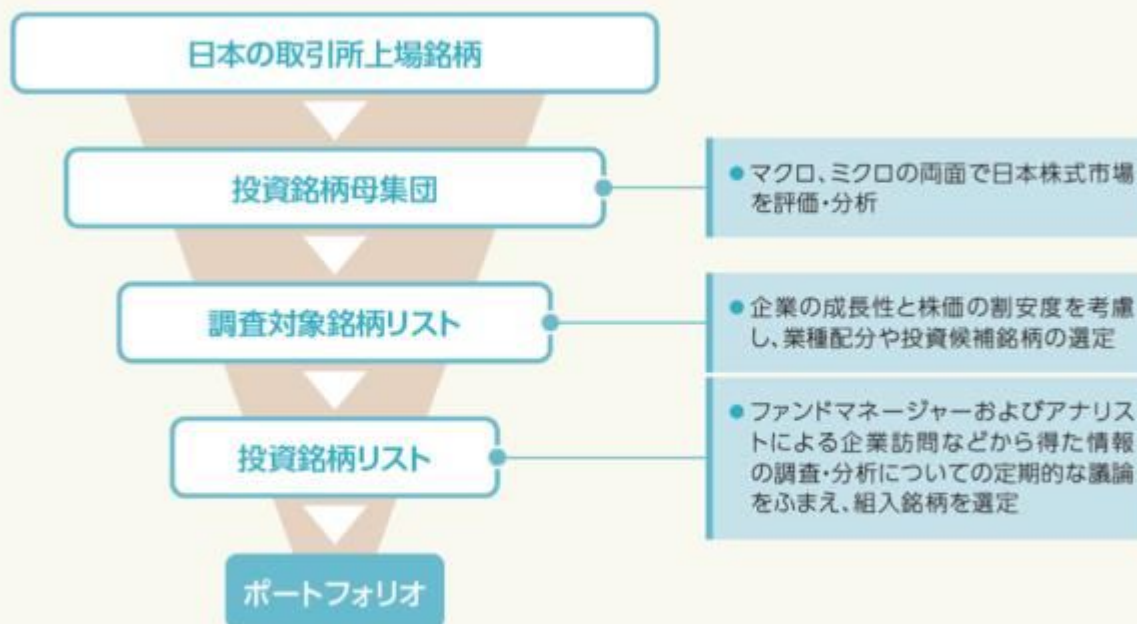 日本の取引所上場銘柄
投資銘柄母集団
●マクロ、ミクロの両面で日本株式市場
を評価・分析
調査対象銘柄リスト
●企業の成長性と株価の割安度を考慮
し、業種配分や投資候補銘柄の選定
投資銘柄リスト
●ファンドマネージャーおよびアナリス
トによる企業訪問などから得た情報
の調査・分析についての定期的な議論
をふまえ、組入銘柄を選定
ポートフォリオ